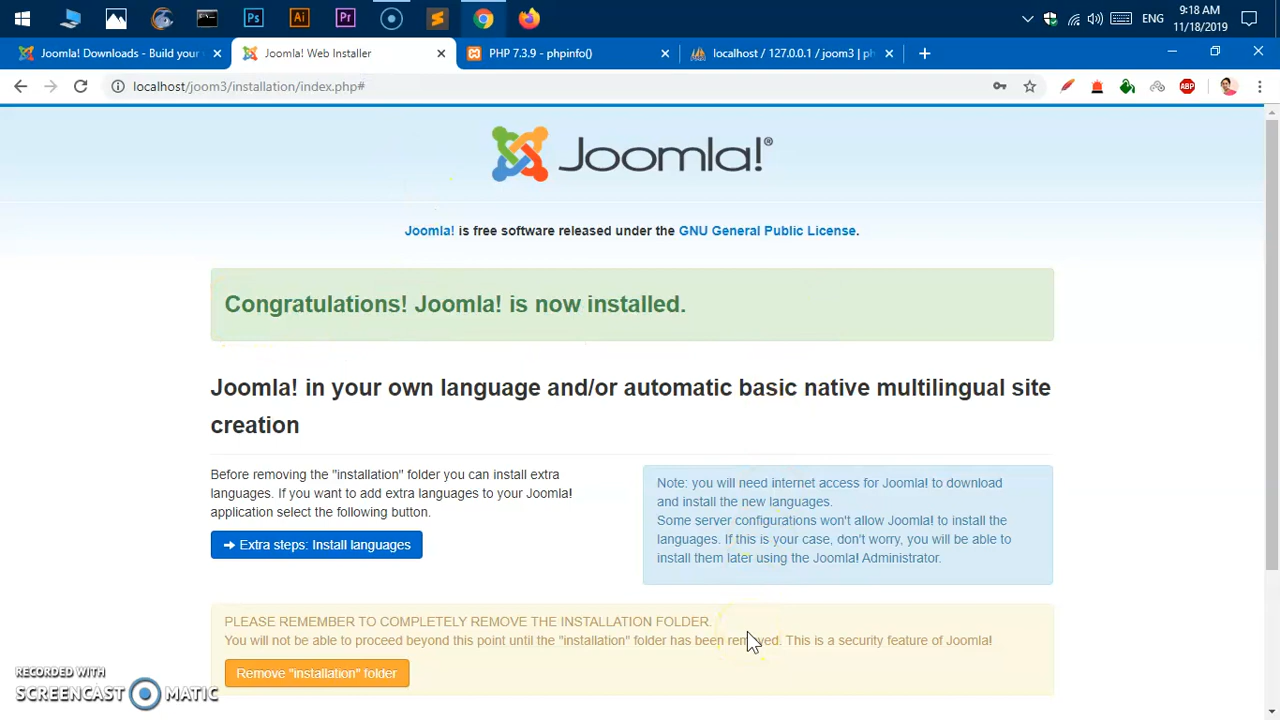 9:18 AM
ENG
11/18/2019
Joomla! Downloads - Build your
Joomla! Web Installer
PHP 7.3.9 - phpinfo()
localhost / 127.0.0.1 / joom3 | ph
localhost/joom3/installation/index.php#
Joomla!®
Joomla! is free software released under the GNU General Public License.
Congratulations! Joomla! is now installed.
Joomla! in your own language and/or automatic basic native multilingual site
creation
Before removing the "installation" folder you can install extra
languages. If you want to add extra languages to your Joomla!
application select the following button.
Extra steps: Install languages
Note: you will need internet access for Joomla! to download
and install the new languages.
Some server configurations won't allow Joomla! to install the
languages. If this is your case, don't worry, you will be able to
install them later using the Joomla! Administrator.
PLEASE REMEMBER TO COMPLETELY REMOVE THE INSTALLATION FOLDER.
You will not be able to proceed beyond this point until the "installation" folder has been removed. This is a security feature of Joomla!
Remove "installation" folder
RECORDED WITH
SCREENCAST MATIC
Ps
Ai
Pr
ABP